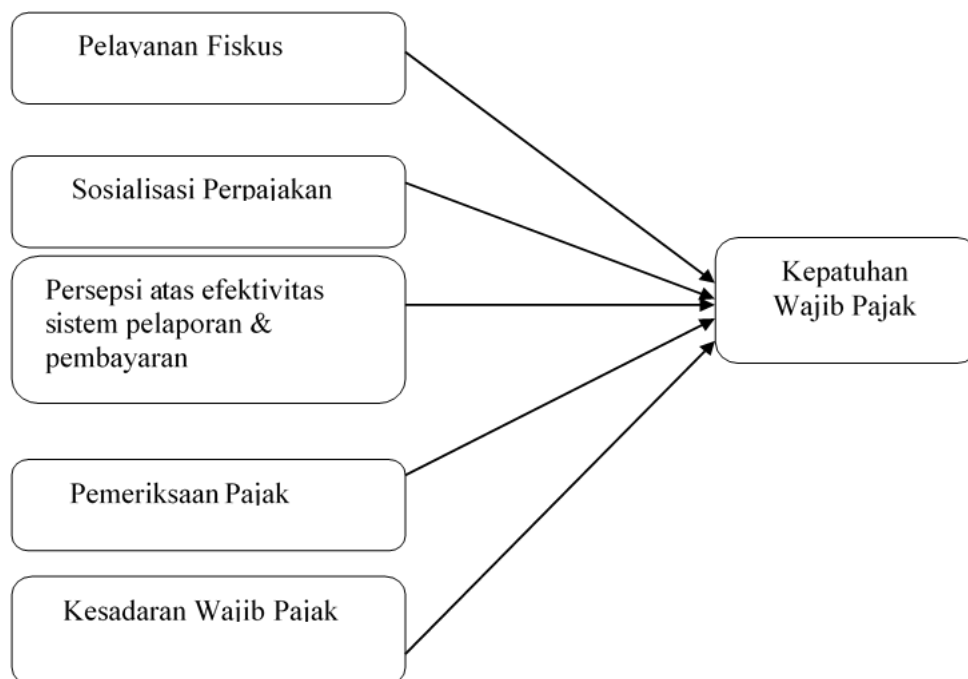 Pelayanan Fiskus
Sosialisasi Perpajakan
Persepsi atas efektivitas
sistem pelaporan &
pembayaran
Pemeriksaan Pajak
Kesadaran Wajib Pajak
Kepatuhan
Wajib Pajak